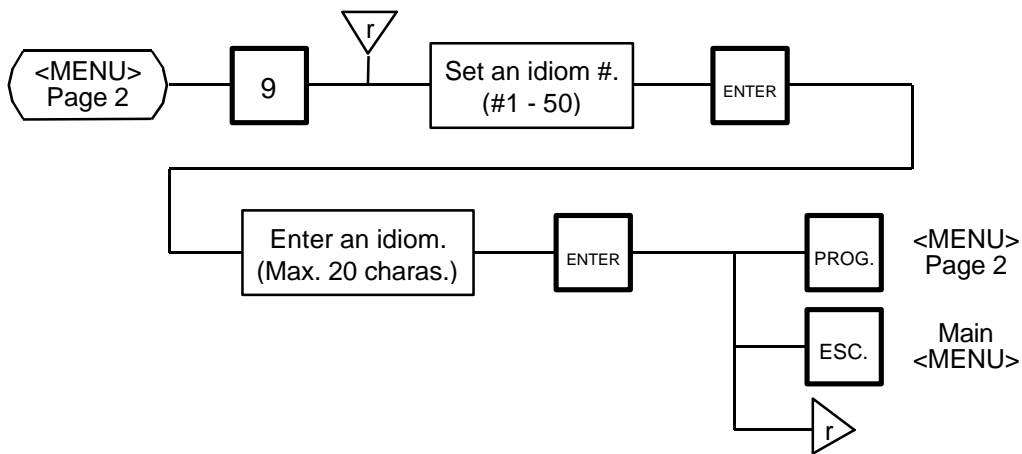 r
<MENU>
Page 2
9
Set an idiom #.
(#1 - 50)
ENTER
Enter an idiom.
(Max. 20 charas.)
ENTER
PROG.
<MENU>
Page 2
ESC.
Main
<MENU>
r